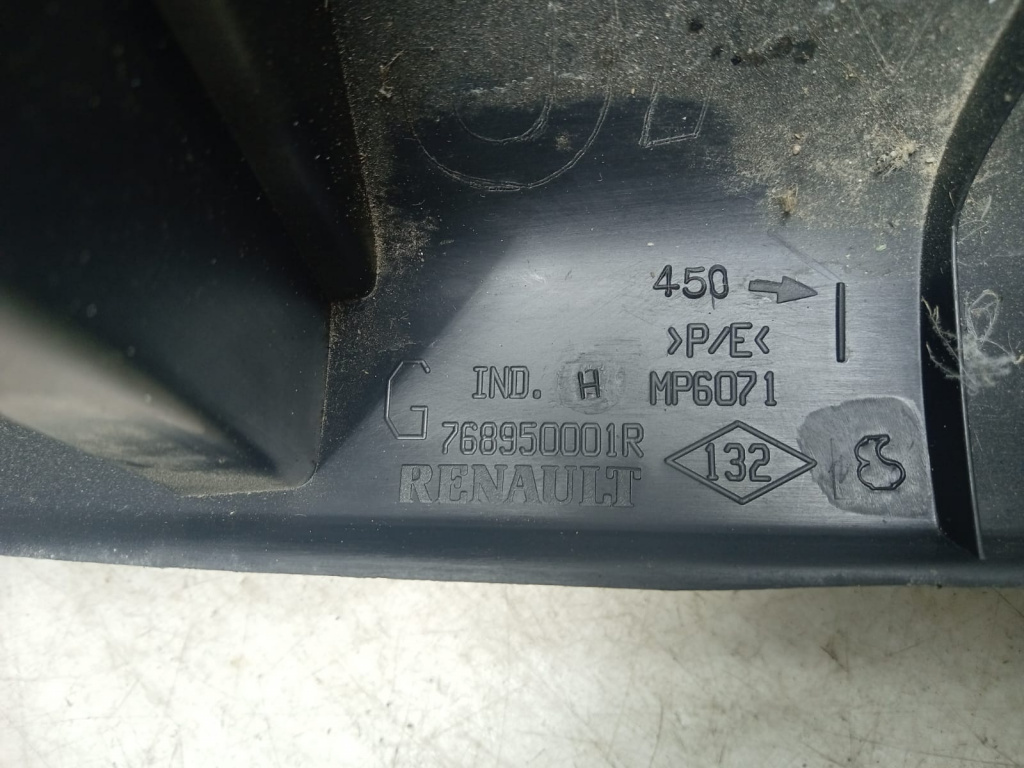 450
>P/E<
IND. H MP6071
G 768950001R
RENAULT
132